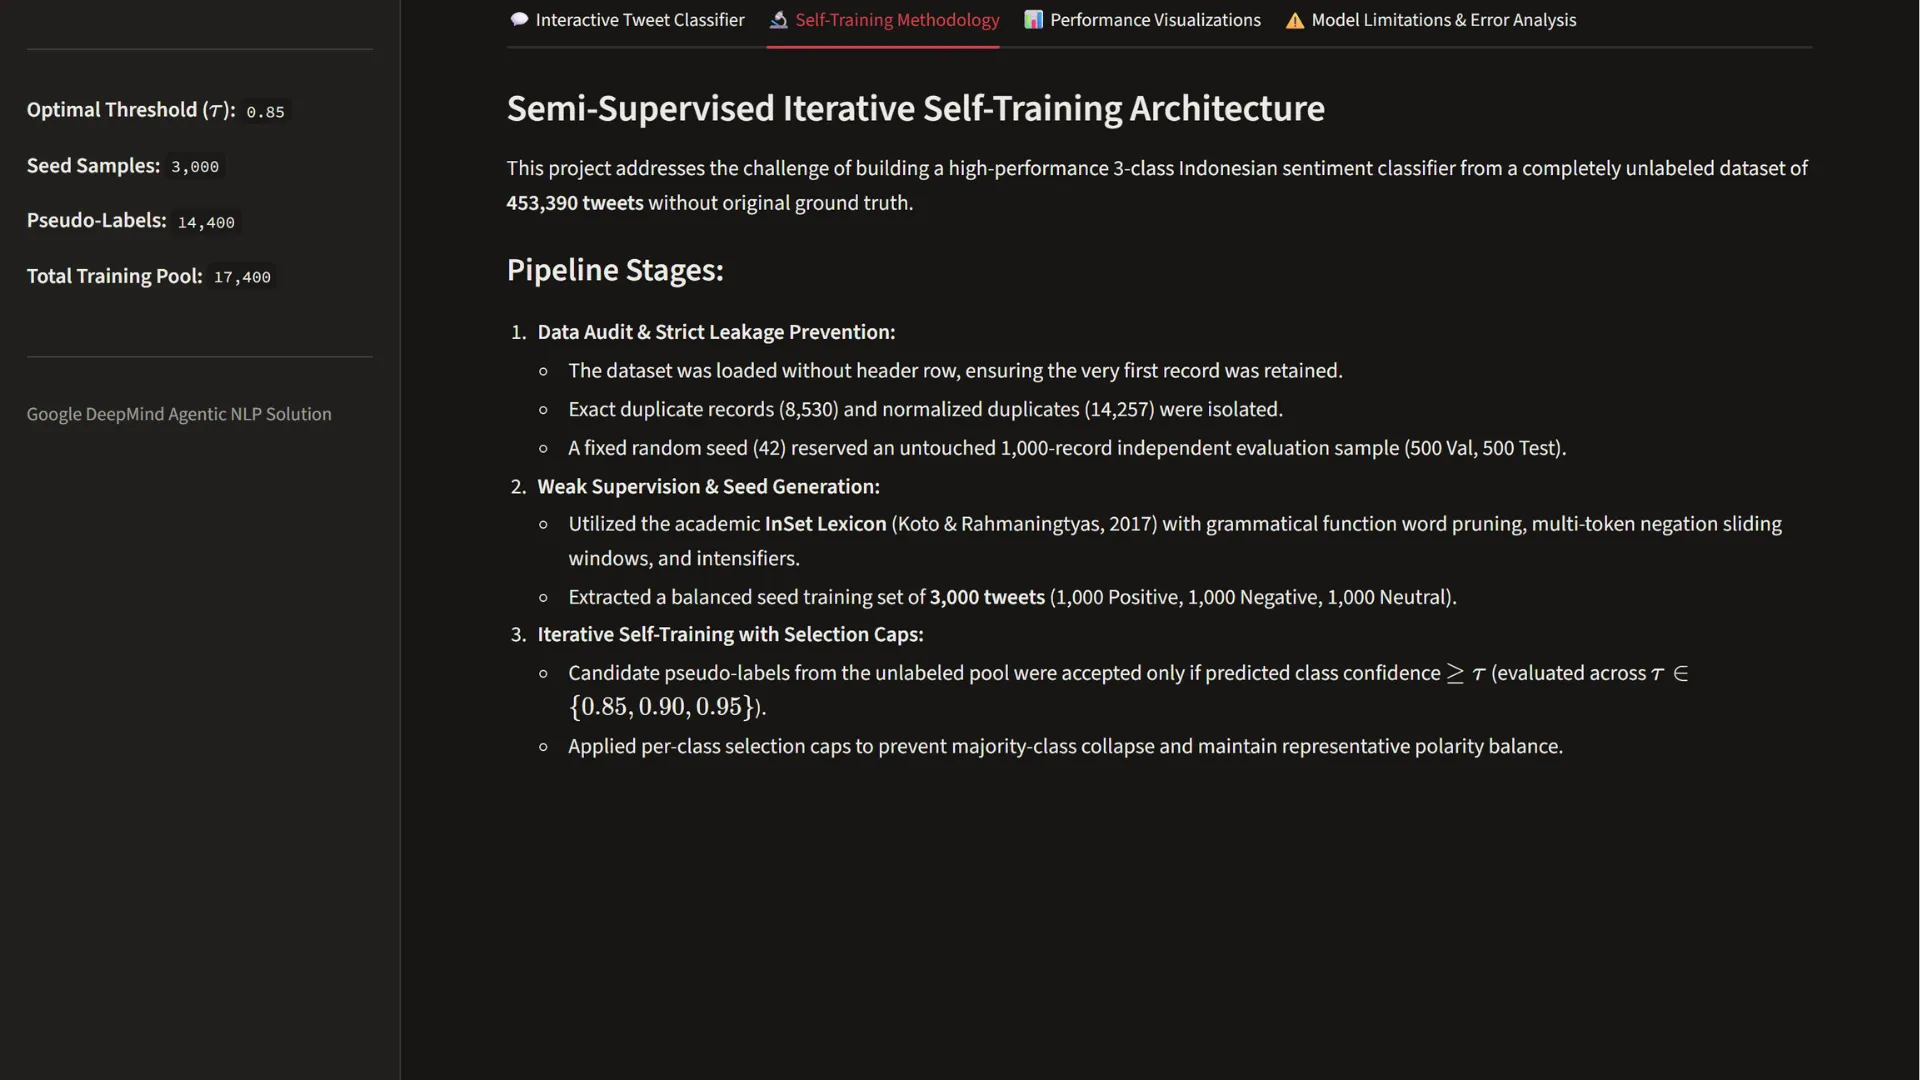 💬 Interactive Tweet Classifier
🔬 Self-Training Methodology
📊 Performance Visualizations
⚠️ Model Limitations & Error Analysis
Optimal Threshold (τ): 0.85
Seed Samples: 3,000
Pseudo-Labels: 14,400
Total Training Pool: 17,400
Google DeepMind Agentic NLP Solution
Semi-Supervised Iterative Self-Training Architecture
This project addresses the challenge of building a high-performance 3-class Indonesian sentiment classifier from a completely unlabeled dataset of
453,390 tweets without original ground truth.
Pipeline Stages:
1. Data Audit & Strict Leakage Prevention:
○ The dataset was loaded without header row, ensuring the very first record was retained.
○ Exact duplicate records (8,530) and normalized duplicates (14,257) were isolated.
○ A fixed random seed (42) reserved an untouched 1,000-record independent evaluation sample (500 Val, 500 Test).
2. Weak Supervision & Seed Generation:
○ Utilized the academic InSet Lexicon (Koto & Rahmaningtyas, 2017) with grammatical function word pruning, multi-token negation sliding
windows, and intensifiers.
○ Extracted a balanced seed training set of 3,000 tweets (1,000 Positive, 1,000 Negative, 1,000 Neutral).
3. Iterative Self-Training with Selection Caps:
○ Candidate pseudo-labels from the unlabeled pool were accepted only if predicted class confidence ≥ τ (evaluated across τ ∈
{0.85, 0.90, 0.95}).
○ Applied per-class selection caps to prevent majority-class collapse and maintain representative polarity balance.